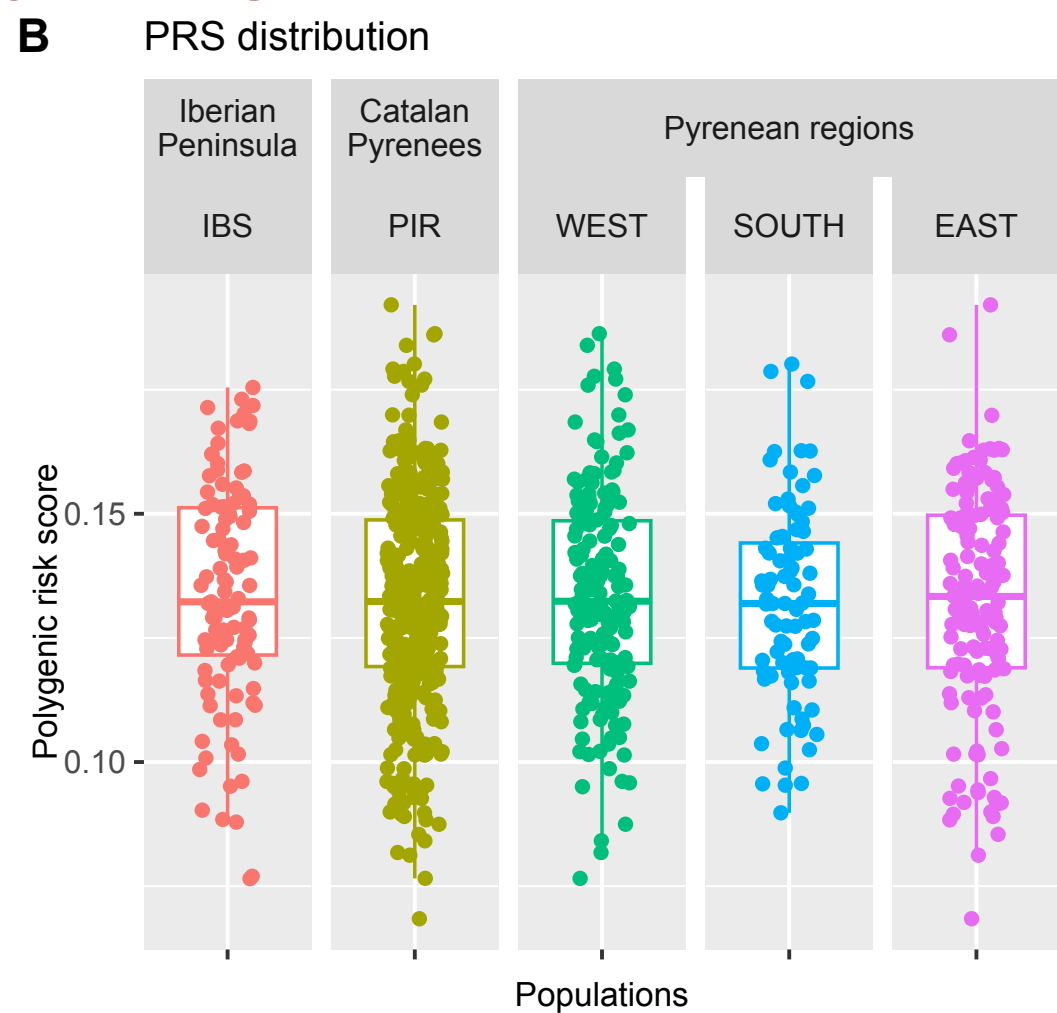 B PRS distribution
Iberian
Peninsula
Catalan
Pyrenees
Pyrenean regions
IBS
PIR
WEST
SOUTH
EAST
Polygenic risk score
0.15
0.10
Populations